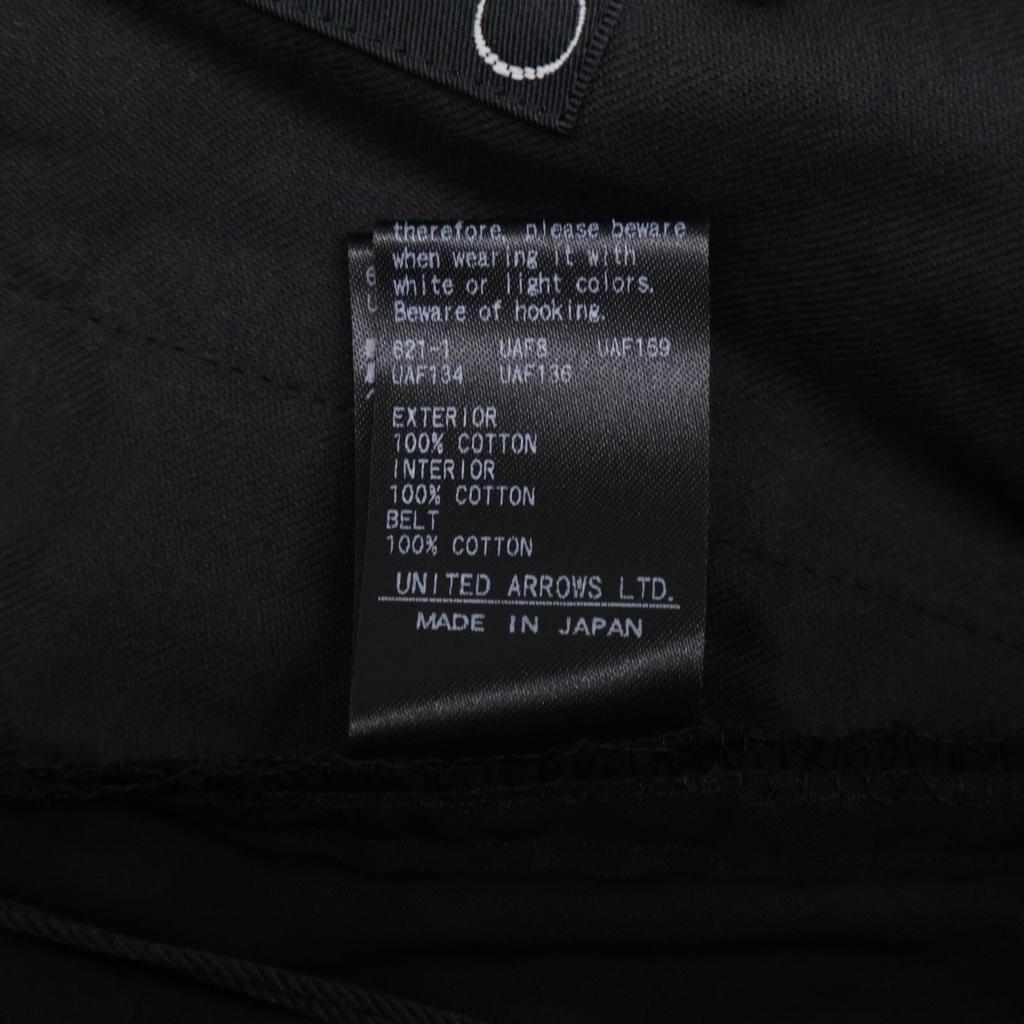 therefore, please beware
when wearing it with
white or light colors.
Beware of hooking.
621-1 UAF8 UAF159
UAF134 UAF136
EXTERIOR
100% COTTON
INTERIOR
100% COTTON
BELT
100% COTTON
UNITED ARROWS LTD.
MADE IN JAPAN